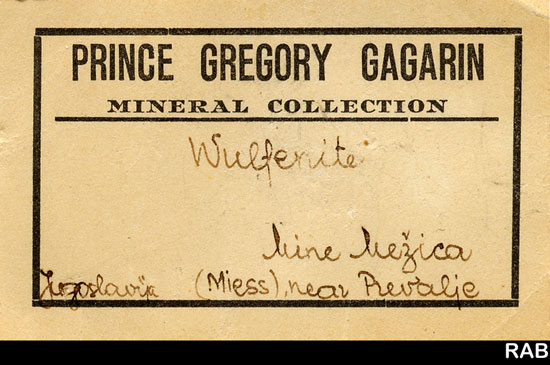 PRINCE GREGORY GAGARIN
MINERAL COLLECTION
Wulfenite
Mine Mežica
Jugoslavija (Miess), near Prevalje
RAB